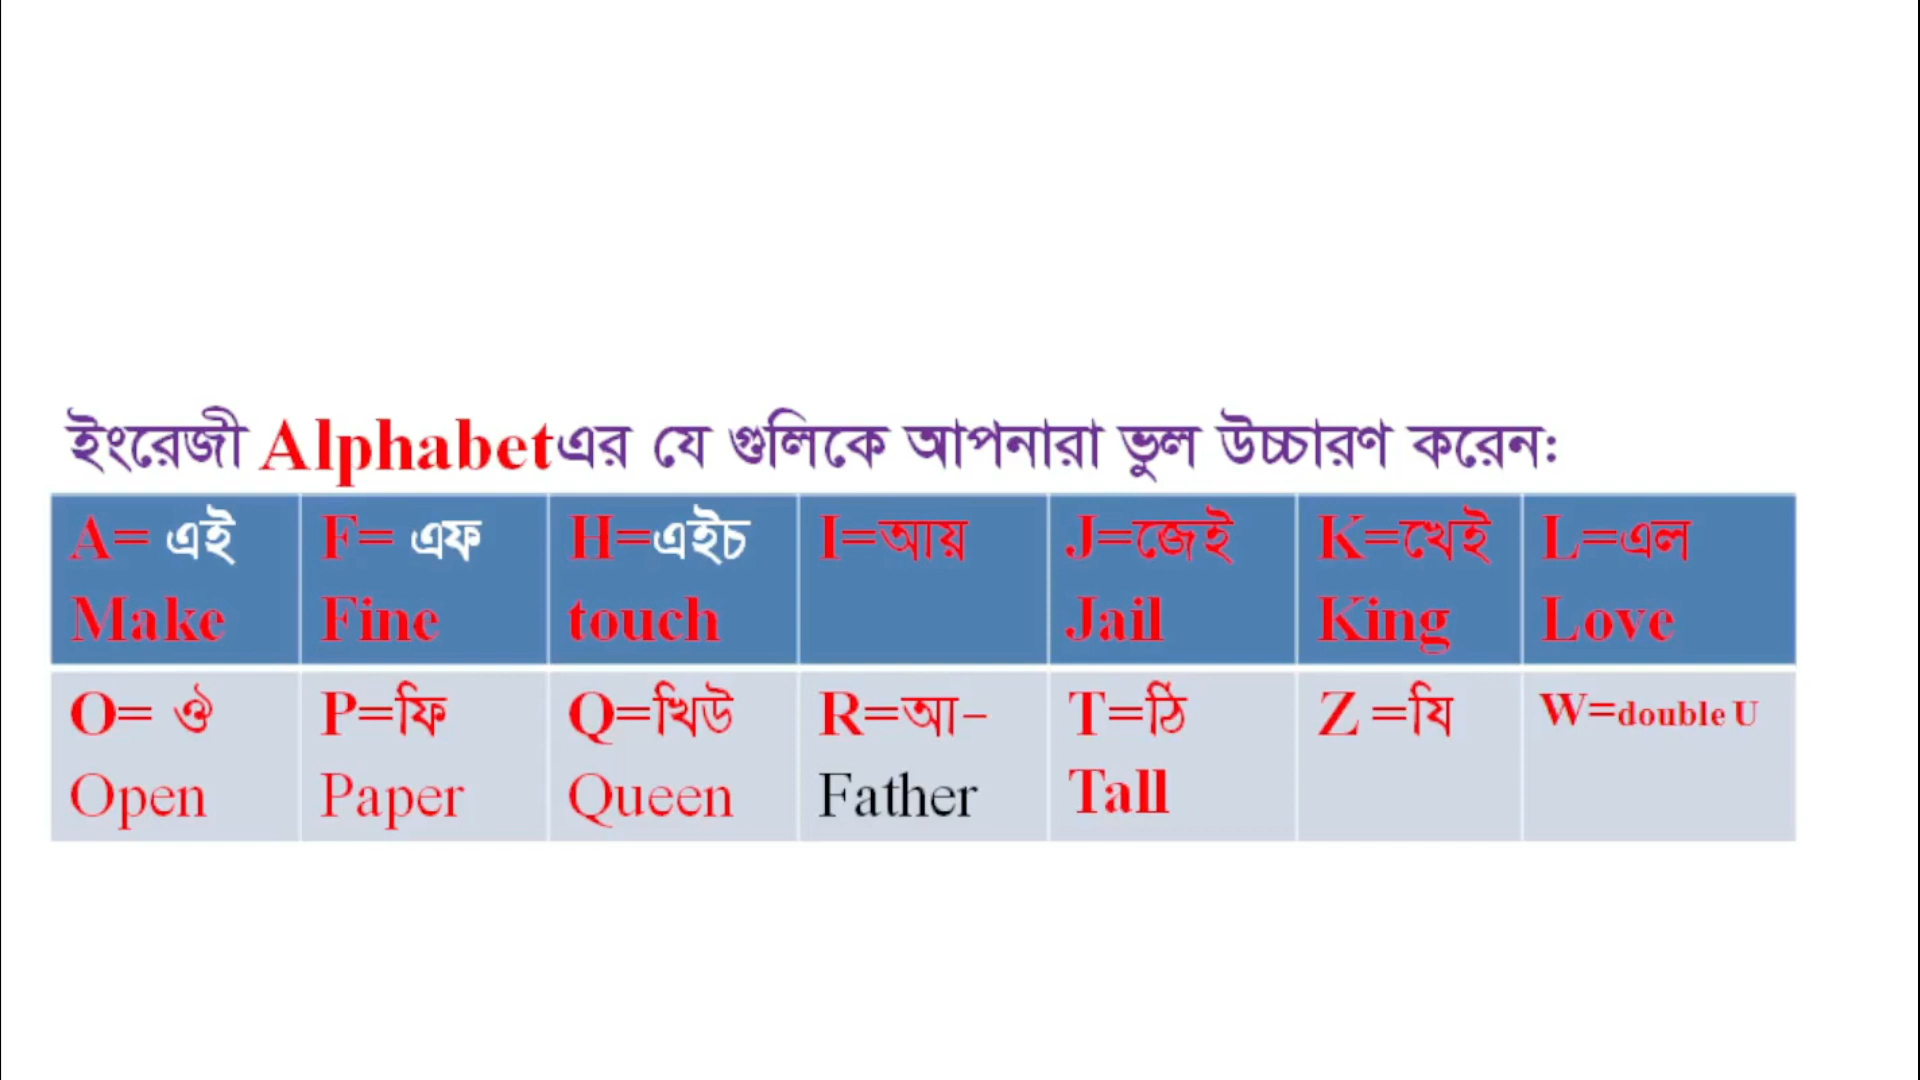 ইংরেজী Alphabetএর যে গুলিকে আপনারা ভুল উচ্চারণ করেন:
A= এই F= এফ H=এইচ I=আয় J=জেই K=খেই L=এল
Make Fine touch Jail King Love
O= ঔ P=ফি Q=খিউ R=আ- T=ঠি Z =যি W=double U
Open Paper Queen Father Tall